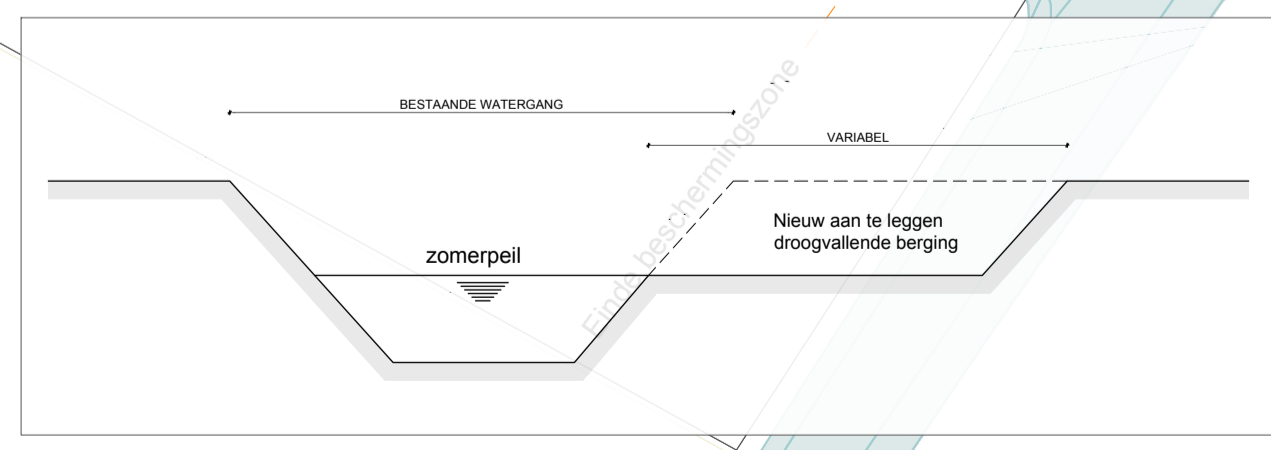 BESTAANDE WATERGANG
VARIABEL
Einde beschermingszone
Nieuw aan te leggen
droogvallende berging
zomerpeil